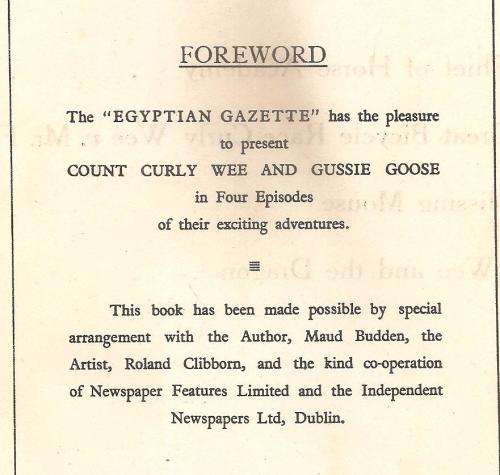 FOREWORD
The “EGYPTIAN GAZETTE” has the pleasure
to present
COUNT CURLY WEE AND GUSSIE GOOSE
in Four Episodes
of their exciting adventures.
This book has been made possible by special
arrangement with the Author, Maud Budden, the
Artist, Roland Clibborn, and the kind co-operation
of Newspaper Features Limited and the Independent
Newspapers Ltd, Dublin.